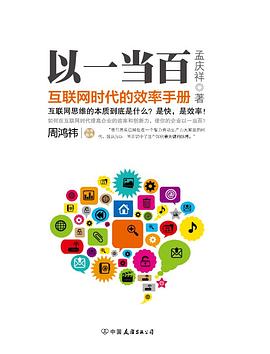 以一当百
孟庆祥
著
互联网时代的效率手册
互联网思维的本质到底是什么?是快,是效率!
如何在互联网时代提高企业的效率和创新力,使你的企业以一当百?
周鸿祎
中国友谊出版公司